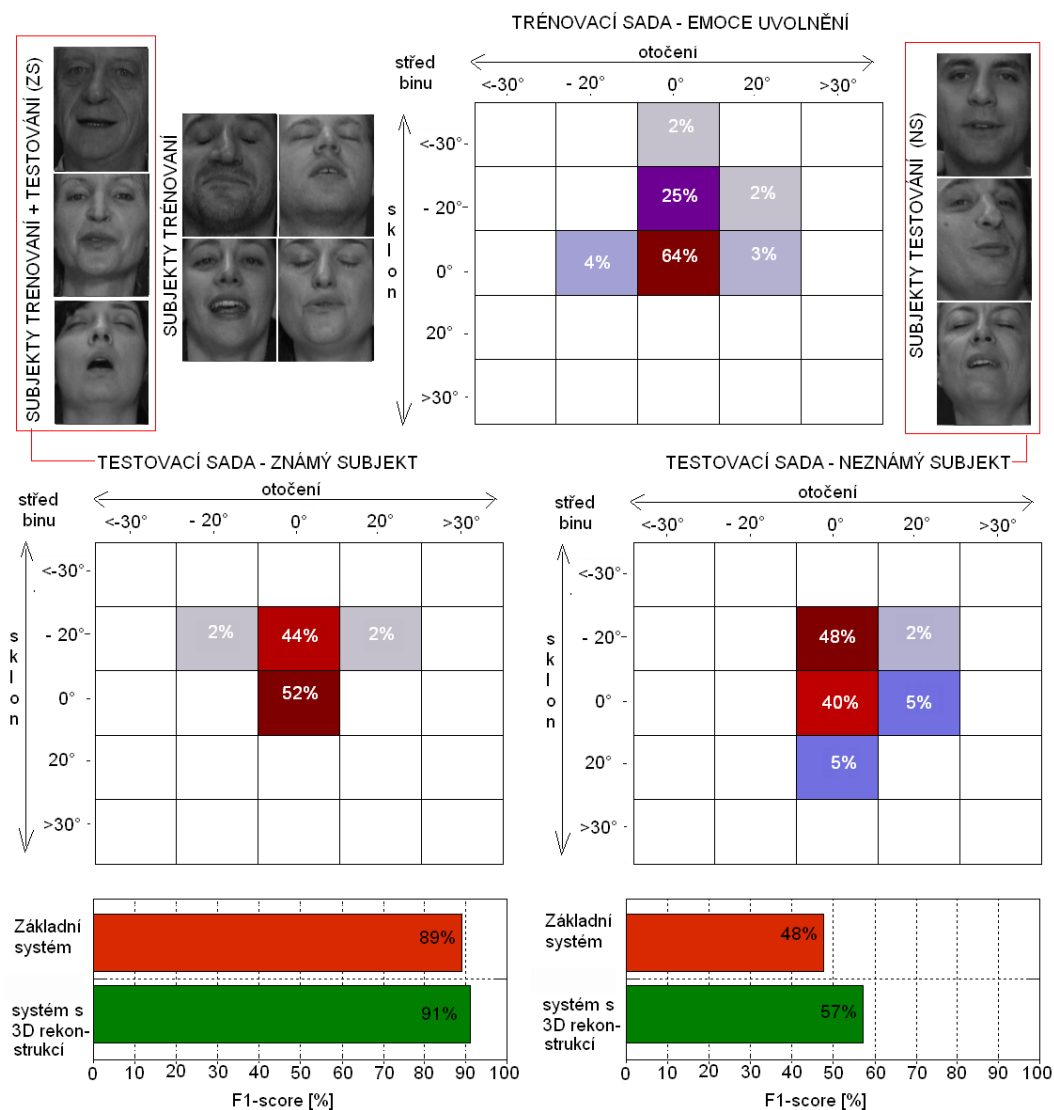 TRÉNOVACÍ SADA - EMOCE UVOLNĚNÍ
otočení
střed
binu
<-30°
- 20°
0°
20°
>30°
sklon
<-30° -
- 20° -
0° -
20° -
>30° -
2%
25%
2%
4%
64%
3%
SUBJEKTY TRENOVANÍ + TESTOVÁNÍ (ZS)
SUBJEKTY TRÉNOVANÍ
SUBJEKTY TESTOVÁNÍ (NS)
TESTOVACÍ SADA - ZNÁMÝ SUBJEKT
otočení
střed
binu
<-30°
- 20°
0°
20°
>30°
sklon
<-30° -
- 20° -
0° -
20° -
>30° -
2%
44%
2%
52%
TESTOVACÍ SADA - NEZNÁMÝ SUBJEKT
otočení
střed
binu
<-30°
- 20°
0°
20°
>30°
sklon
<-30° -
- 20° -
0° -
20° -
>30° -
48%
2%
40%
5%
5%
Základní
systém
89%
systém s
3D rekon-
strukcí
91%
0 10 20 30 40 50 60 70 80 90 100
F1-score [%]
Základní
systém
48%
systém s
3D rekon-
strukcí
57%
0 10 20 30 40 50 60 70 80 90 100
F1-score [%]